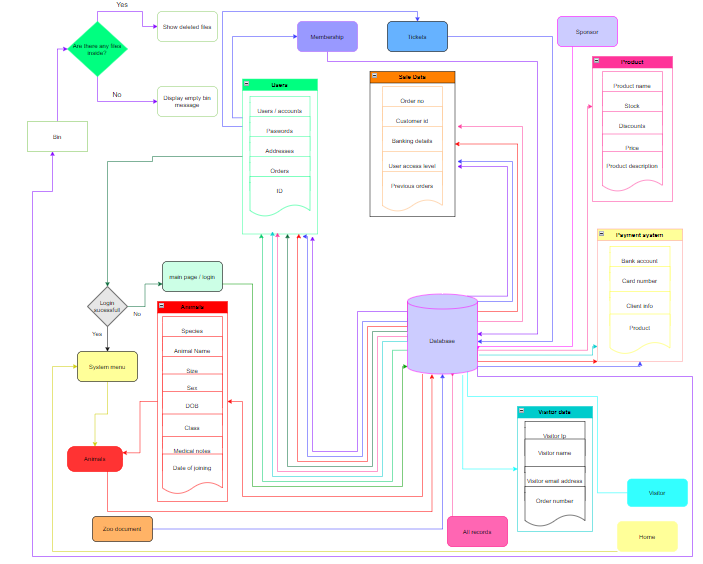 Yes
Are there any files
inside?
Show deleted files
No
Display empty bin
message
Bin
Membership
Tickets
Sponsor
Users
Users / accounts
Paswords
Addresses
Orders
ID
Sale Data
Order no
Customer id
Banking details
User access level
Previous orders
Product
Product name
Stock
Discounts
Price
Product description
Payment system
Bank account
Card number
Client info
Product
main page / login
Login
sucessfull
No
Yes
System menu
Animals
Species
Animal Name
Size
Sex
DOB
Class
Medical notes
Date of joining
Database
Animals
Zoo document
All records
Visitor data
Visitor Ip
Visitor name
Visitor email address
Order number
Visitor
Home